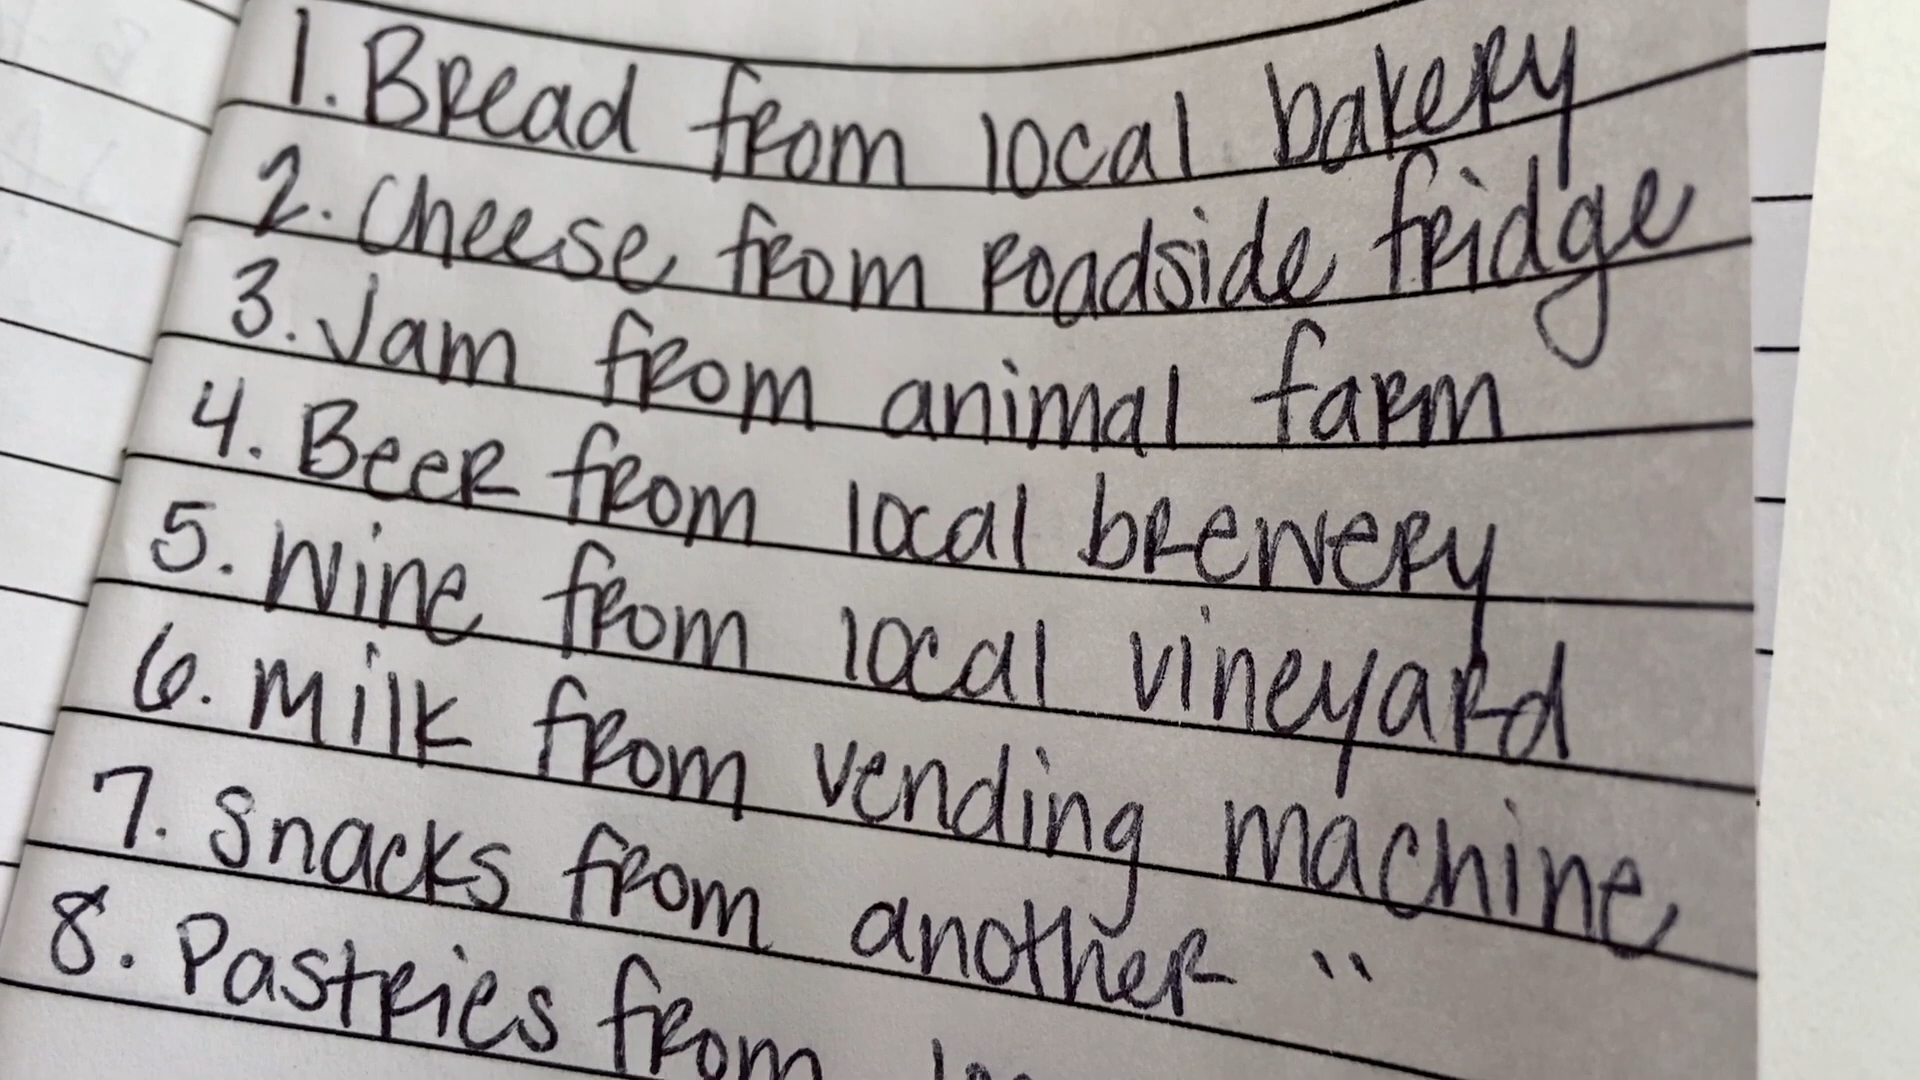 1. Bread from local bakery
2. Cheese from roadside fridge
3. Jam from animal farm
4. Beer from local brewery
5. Wine from local vineyard
6. Milk from vending machine
7. Snacks from another "
8. Pastries from